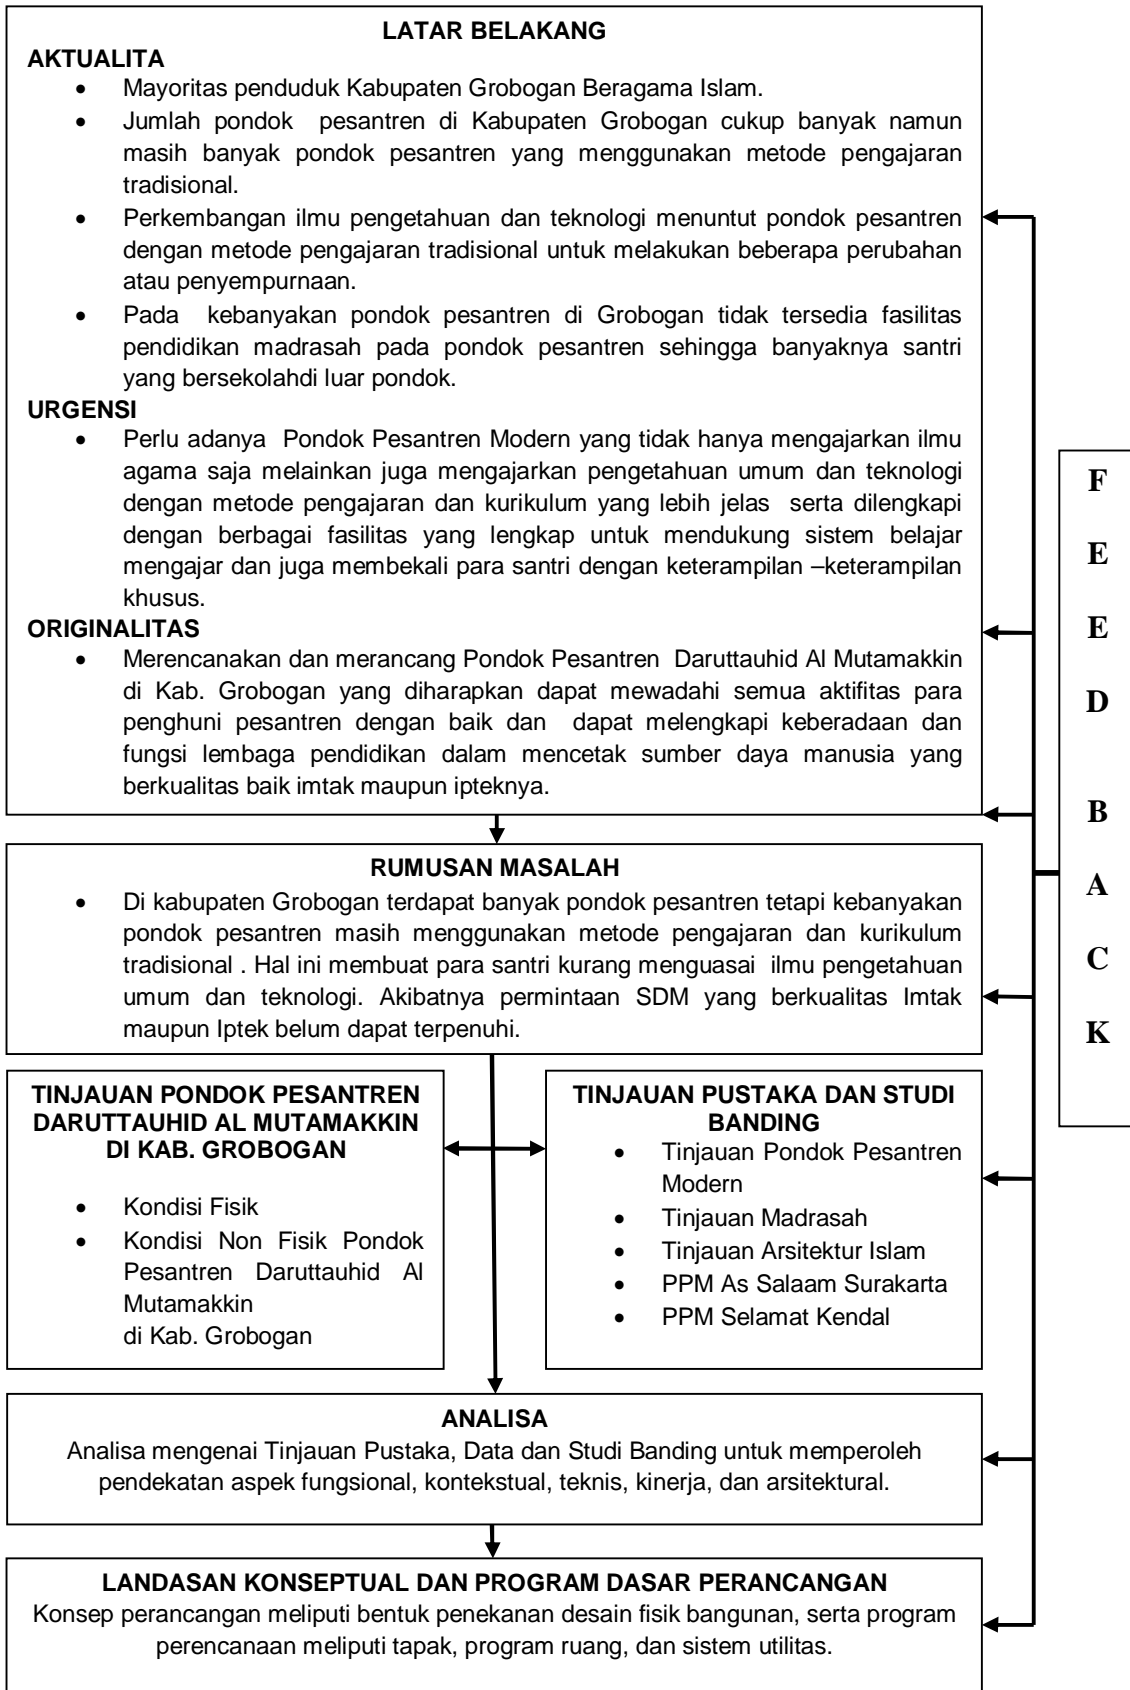 LATAR BELAKANG
AKTUALITA
• Mayoritas penduduk Kabupaten Grobogan Beragama Islam.
• Jumlah pondok pesantren di Kabupaten Grobogan cukup banyak namun
masih banyak pondok pesantren yang menggunakan metode pengajaran
tradisional.
• Perkembangan ilmu pengetahuan dan teknologi menuntut pondok pesantren
dengan metode pengajaran tradisional untuk melakukan beberapa perubahan
atau penyempurnaan.
• Pada kebanyakan pondok pesantren di Grobogan tidak tersedia fasilitas
pendidikan madrasah pada pondok pesantren sehingga banyaknya santri
yang bersekolahdi luar pondok.
URGENSI
• Perlu adanya Pondok Pesantren Modern yang tidak hanya mengajarkan ilmu
agama saja melainkan juga mengajarkan pengetahuan umum dan teknologi
dengan metode pengajaran dan kurikulum yang lebih jelas serta dilengkapi
dengan berbagai fasilitas yang lengkap untuk mendukung sistem belajar
mengajar dan juga membekali para santri dengan keterampilan –keterampilan
khusus.
ORIGINALITAS
• Merencanakan dan merancang Pondok Pesantren Daruttauhid Al Mutamakkin
di Kab. Grobogan yang diharapkan dapat mewadahi semua aktifitas para
penghuni pesantren dengan baik dan dapat melengkapi keberadaan dan
fungsi lembaga pendidikan dalam mencetak sumber daya manusia yang
berkualitas baik imtak maupun ipteknya.
RUMUSAN MASALAH
• Di kabupaten Grobogan terdapat banyak pondok pesantren tetapi kebanyakan
pondok pesantren masih menggunakan metode pengajaran dan kurikulum
tradisional . Hal ini membuat para santri kurang menguasai ilmu pengetahuan
umum dan teknologi. Akibatnya permintaan SDM yang berkualitas Imtak
maupun Iptek belum dapat terpenuhi.
TINJAUAN PONDOK PESANTREN
DARUTTAUHID AL MUTAMAKKIN
DI KAB. GROBOGAN
• Kondisi Fisik
• Kondisi Non Fisik Pondok
Pesantren Daruttauhid Al
Mutamakkin
di Kab. Grobogan
TINJAUAN PUSTAKA DAN STUDI
BANDING
• Tinjauan Pondok Pesantren
Modern
• Tinjauan Madrasah
• Tinjauan Arsitektur Islam
• PPM As Salaam Surakarta
• PPM Selamat Kendal
ANALISA
Analisa mengenai Tinjauan Pustaka, Data dan Studi Banding untuk memperoleh
pendekatan aspek fungsional, kontekstual, teknis, kinerja, dan arsitektural.
LANDASAN KONSEPTUAL DAN PROGRAM DASAR PERANCANGAN
Konsep perancangan meliputi bentuk penekanan desain fisik bangunan, serta program
perencanaan meliputi tapak, program ruang, dan sistem utilitas.
F
E
E
D
B
A
C
K